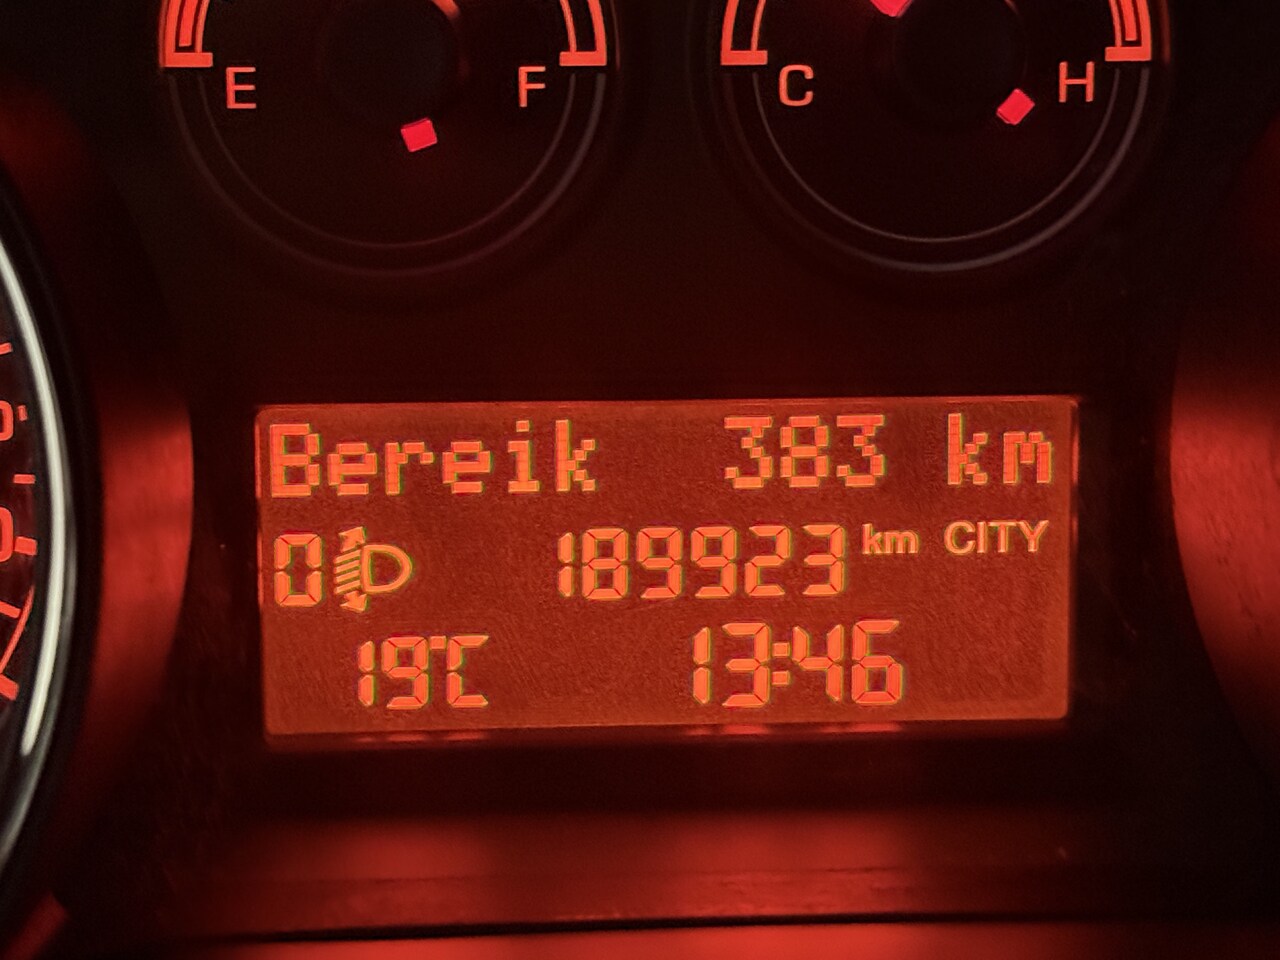 E F C H
Bereik 383 km
0 189923 km CITY
19°C 13:46